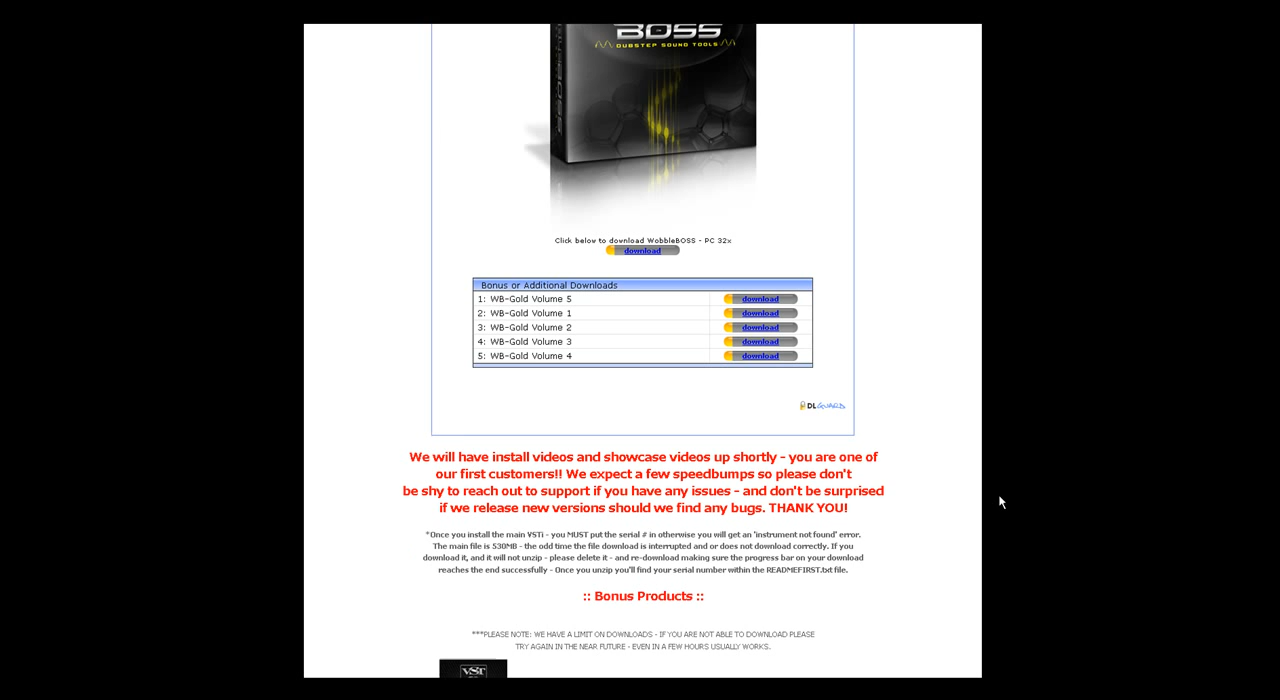 BOSS
DUBSTEP SOUND TOOLS
Click below to download WobbleBOSS - PC 32x
download
Bonus or Additional Downloads
1: WB-Gold Volume 5 download
2: WB-Gold Volume 1 download
3: WB-Gold Volume 2 download
4: WB-Gold Volume 3 download
5: WB-Gold Volume 4 download
DLGUARD
We will have install videos and showcase videos up shortly - you are one of
our first customers!! We expect a few speedbumps so please don't
be shy to reach out to support if you have any issues - and don't be surprised
if we release new versions should we find any bugs. THANK YOU!
*Once you install the main VSTi - you MUST put the serial # in otherwise you will get an 'instrument not found' error.
The main file is 530MB - the odd time the file download is interrupted and or does not download correctly. If you
download it, and it will not unzip - please delete it - and re-download making sure the progress bar on your download
reaches the end successfully - Once you unzip you'll find your serial number within the READMEFIRST.txt file.
:: Bonus Products ::
***PLEASE NOTE: WE HAVE A LIMIT ON DOWNLOADS - IF YOU ARE NOT ABLE TO DOWNLOAD PLEASE
TRY AGAIN IN THE NEAR FUTURE - EVEN IN A FEW HOURS USUALLY WORKS.
VST